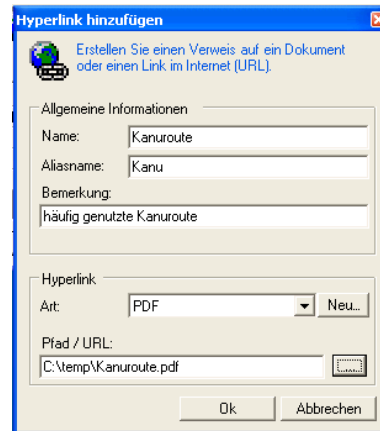 Hyperlink hinzufügen
Erstellen Sie einen Verweis auf ein Dokument
oder einen Link im Internet (URL).
Allgemeine Informationen
Name: Kanuroute
Aliasname: Kanu
Bemerkung:
häufig genutzte Kanuroute
Hyperlink
Art: PDF Neu...
Pfad / URL:
C:\temp\Kanuroute.pdf ....
Ok Abbrechen